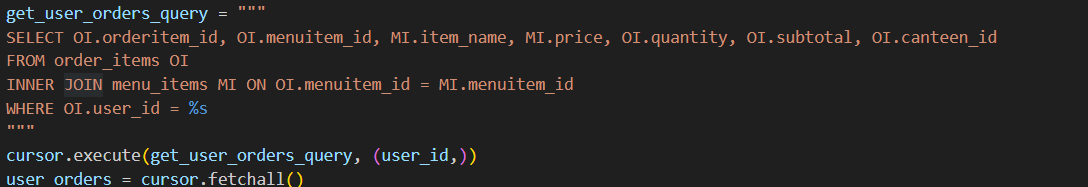 get_user_orders_query = """
SELECT OI.orderitem_id, OI.menuitem_id, MI.item_name, MI.price, OI.quantity, OI.subtotal, OI.canteen_id
FROM order_items OI
INNER JOIN menu_items MI ON OI.menuitem_id = MI.menuitem_id
WHERE OI.user_id = %s
"""
cursor.execute(get_user_orders_query, (user_id,))
user_orders = cursor.fetchall()